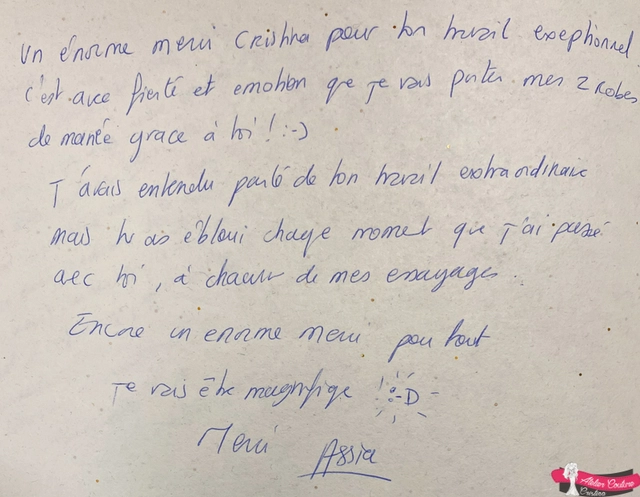 Un énorme merci Cristina pour ton travail exeptionnel
c'est avec fierté et emotion que je vais porter mes 2 robes
de mariée grace à toi ! :-)
J'avais entendu parlé de ton travail extraordinaire
mais tu as ébloui chaque moment que j'ai passé
avec toi, à chacun de mes essayages.
Encore un enorme merci pour tout
Je vais être magnifique :-D
Merci Assia
Atelier Couture
Cristina